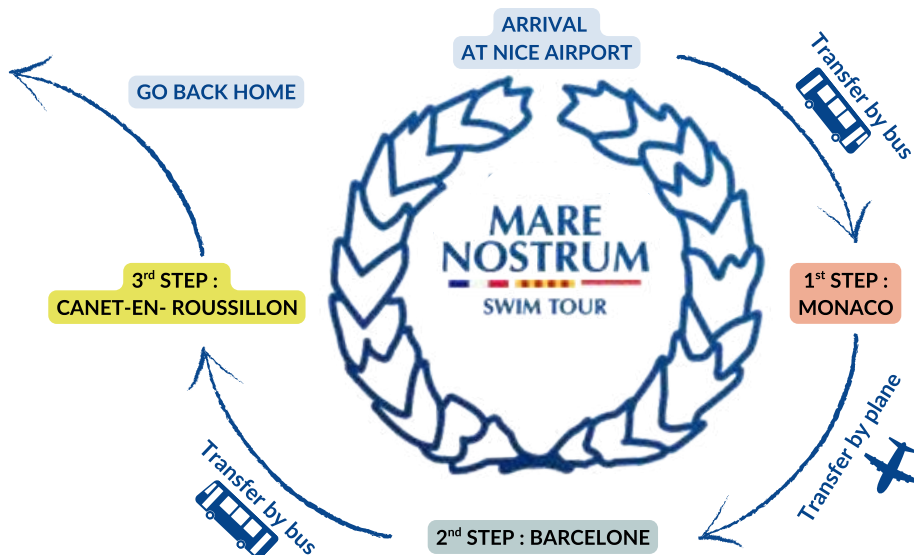 ARRIVAL
AT NICE AIRPORT
Transfer by bus
GO BACK HOME
MARE
NOSTRUM
SWIM TOUR
3rd STEP :
CANET-EN- ROUSSILLON
1st STEP :
MONACO
Transfer by plane
Transfer by bus
2nd STEP : BARCELONE